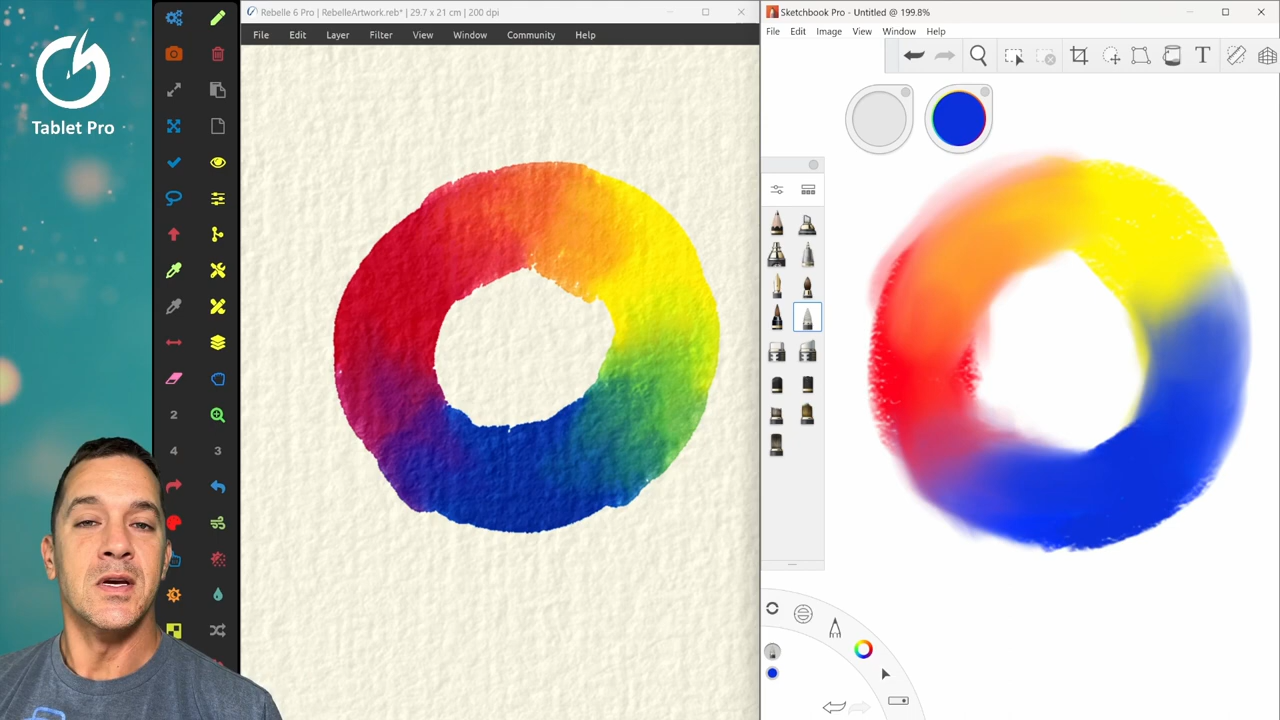 Tablet Pro
2
4
3
Rebelle 6 Pro | RebelleArtwork.reb* | 29.7 x 21 cm | 200 dpi
File Edit Layer Filter View Window Community Help
Sketchbook Pro - Untitled @ 199.8%
File Edit Image View Window Help
T